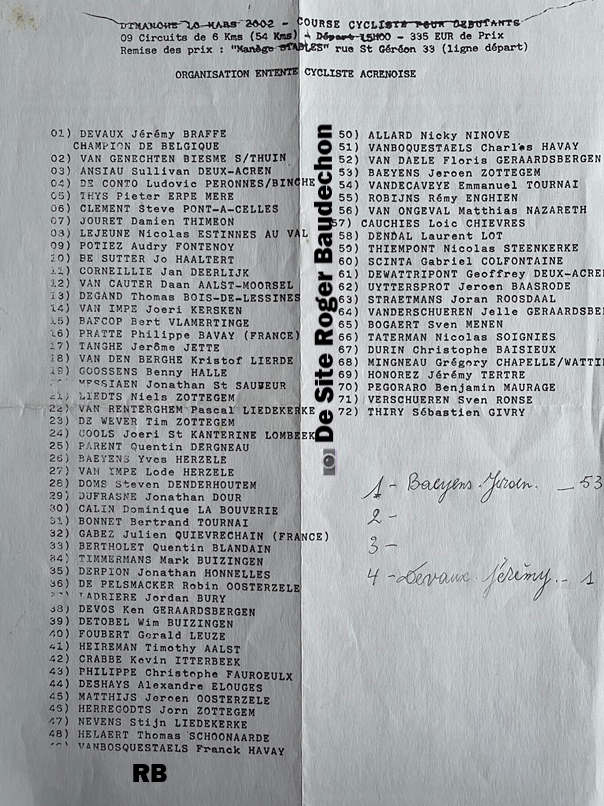 DIMANCHE 10 MARS 2002 - COURSE CYCLISTE POUR DEBUTANTS
09 Circuits de 6 Kms (54 Kms) - Départ 15H00 - 335 EUR de Prix
Remise des prix : "Manège STABLES" rue St Géréon 33 (ligne départ)
ORGANISATION ENTENTE CYCLISTE ACRENOISE
01) DEVAUX Jérémy BRAFFE
CHAMPION DE BELGIQUE
02) VAN GENECHTEN BIESME S/THUIN
03) ANSIAU Sullivan DEUX-ACREN
04) DE CONTO Ludovic PERONNES/BINCHE
05) THYS Pieter ERPE MERE
06) CLEMENT Steve PONT-A-CELLES
07) JOURET Damien THIMEON
08) LEJEUNE Nicolas ESTINNES AU VAL
09) POTIEZ Audry FONTENOY
10) DE SUTTER Jo HAALTERT
11) CORNEILLIE Jan DEERLIJK
12) VAN CAUTER Daan AALST-MOORSEL
13) DEGAND Thomas BOIS-DE-LESSINES
14) VAN IMPE Joeri KERSKEN
15) BAFCOP Bert VLAMERTINGE
16) PRATTE Philippe BAVAY (FRANCE)
17) TANGHE Jerôme JETTE
18) VAN DEN BERGHE Kristof LIERDE
19) GOOSSENS Benny HALLE
MESSIAEN Jonathan St SAUVEUR
21) LIEDTS Niels ZOTTEGEM
22) VAN RENTERGHEM Pascal LIEDEKERKE
23) DE WEVER Tim ZOTTEGEM
24) COOLS Joeri St KANTERINE LOMBEEK
25) PARENT Quentin DERGNEAU
26) BAEYENS Yves HERZELE
27) VAN IMPE Lode HERZELE
28) DOMS Steven DENDERHOUTEM
29) DUFRASNE Jonathan DOUR
30) CALIN Dominique LA BOUVERIE
31) BONNET Bertrand TOURNAI
32) GABEZ Julien QUIEVRECHAIN (FRANCE)
33) BERTHOLET Quentin BLANDAIN
34) TIMMERMANS Mark BUIZINGEN
35) DERPION Jonathan HONNELLES
36) DE PELSMACKER Robin OOSTERZELE
37) LADRIERE Jordan BURY
38) DEVOS Ken GERAARDSBERGEN
39) DETOBEL Wim BUIZINGEN
40) FOUBERT Gerald LEUZE
41) HEIREMAN Timothy AALST
42) CRABBE Kevin ITTERBEEK
43) PHILIPPE Christophe FAUROEULX
44) DESHAYS Alexandre ELOUGES
45) MATTHIJS Jeroen OOSTERZELE
46) HERREGODTS Jorn ZOTTEGEM
47) NEVENS Stijn LIEDEKERKE
48) HELAERT Thomas SCHOONAARDE
VANBOSQUESTAELS Franck HAVAY
50) ALLARD Nicky NINOVE
51) VANBOQUESTAELS Charles HAVAY
52) VAN DAELE Floris GERAARDSBERGEN
53) BAEYENS Jeroen ZOTTEGEM
54) VANDECAVEYE Emmanuel TOURNAI
55) ROBIJNS Rémy ENGHIEN
56) VAN ONGEVAL Matthias NAZARETH
57) CAUCHIES Loic CHIEVRES
58) DENDAL Laurent LOT
59) THIEMPONT Nicolas STEENKERKE
60) SCINTA Gabriel COLFONTAINE
61) DEWATTRIPONT Geoffrey DEUX-ACRE
62) UYTTERSPROT Jeroen BAASRODE
63) STRAETMANS Joran ROOSDAAL
64) VANDERSCHUEREN Jelle GERAARDSBE
65) BOGAERT Sven MENEN
66) TATERMAN Nicolas SOIGNIES
67) DURIN Christophe BAISIEUX
68) MINGNEAU Grégory CHAPELLE/WATTI
69) HONOREZ Jérémy TERTRE
70) PEGORARO Benjamin MAURAGE
71) VERSCHUEREN Sven RONSE
72) THIRY Sébastien GIVRY
De Site Roger Baudechon
1 - Baeyens Jeroen. - 53
2 -
3 -
4 - Devaux Jérémy. - 1
RB